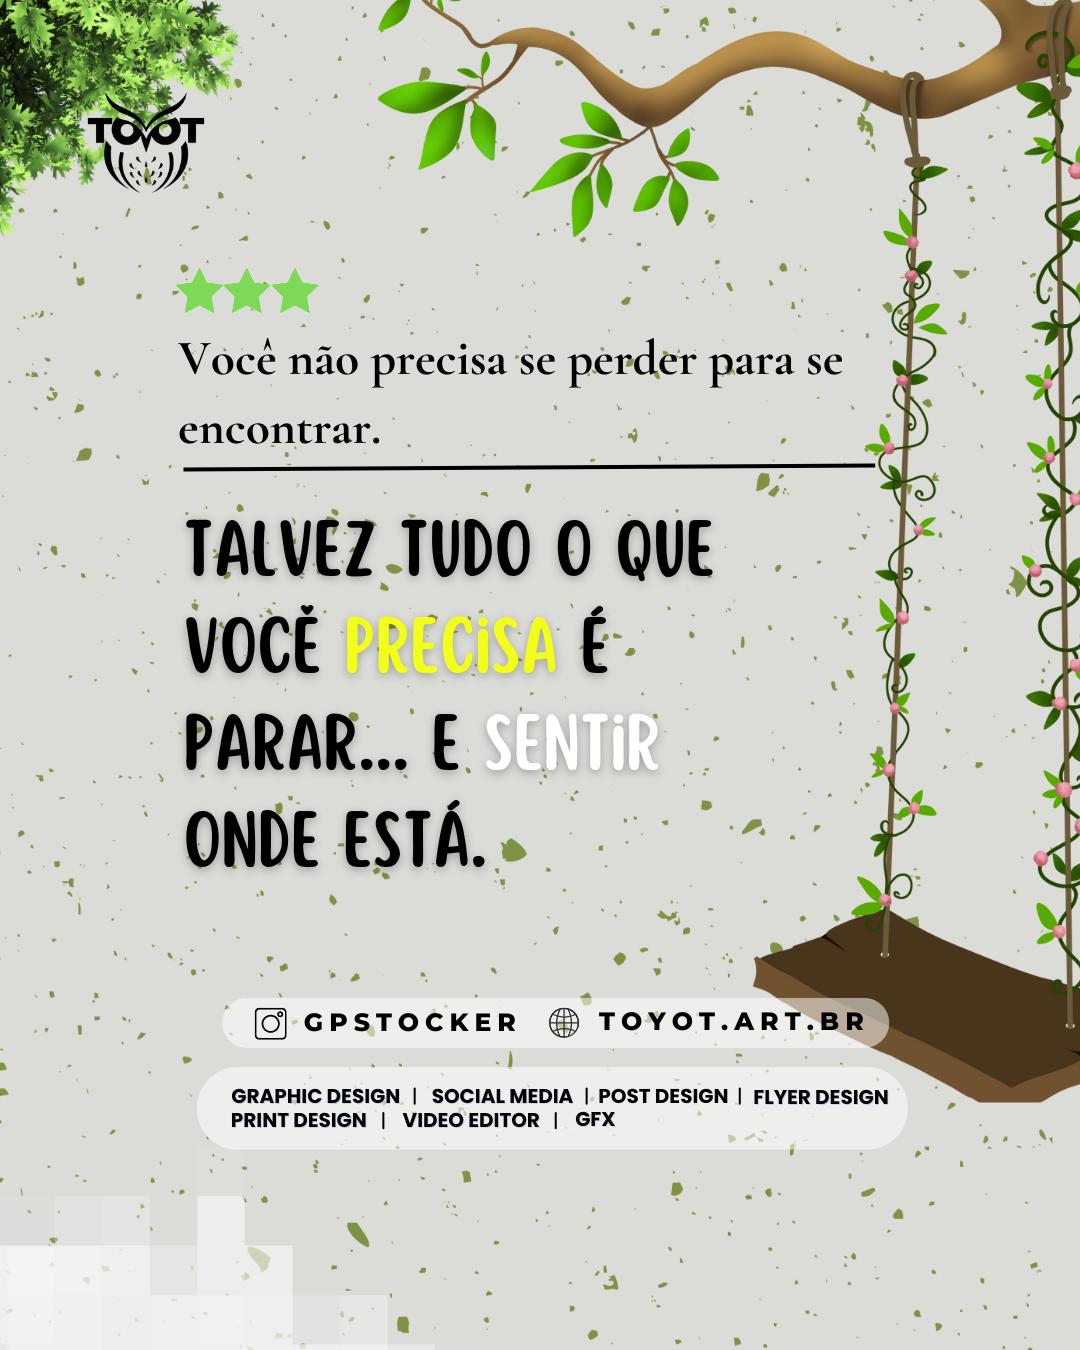 TOYOT
Você não precisa se perder para se
encontrar.
TALVEZ TUDO O QUE
VOCÊ PRECISA É
PARAR... E SENTIR
ONDE ESTÁ.
GPSTOCKER TOYOT.ART.BR
GRAPHIC DESIGN | SOCIAL MEDIA | POST DESIGN | FLYER DESIGN
PRINT DESIGN | VIDEO EDITOR | GFX